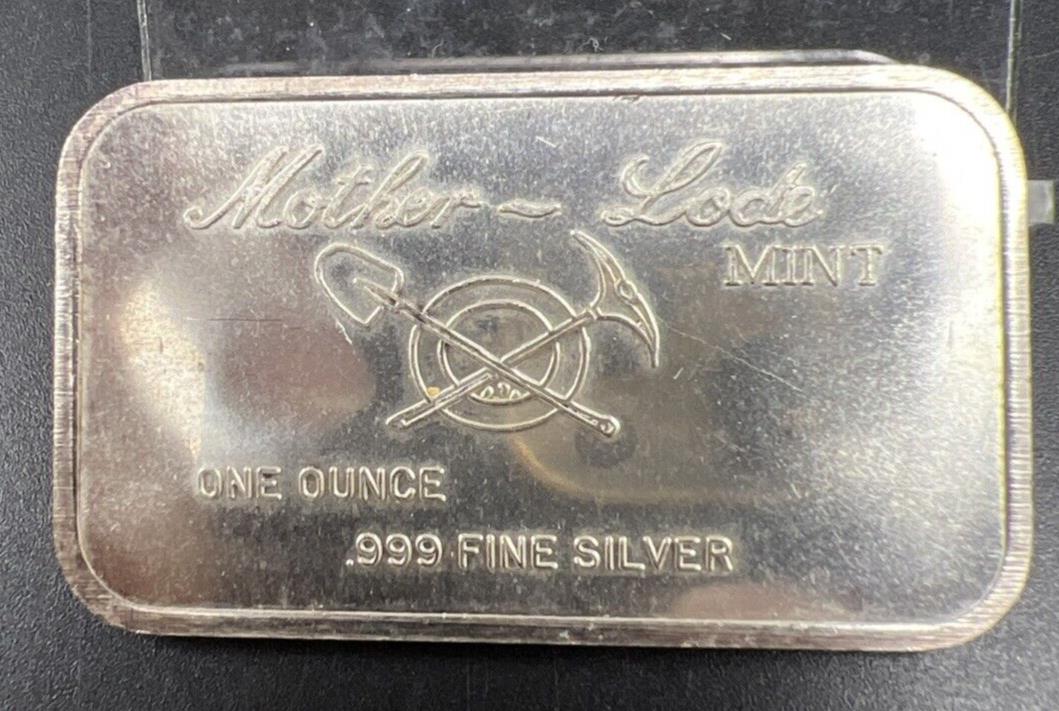 Mother – Lode
MINT
ONE OUNCE
.999 FINE SILVER